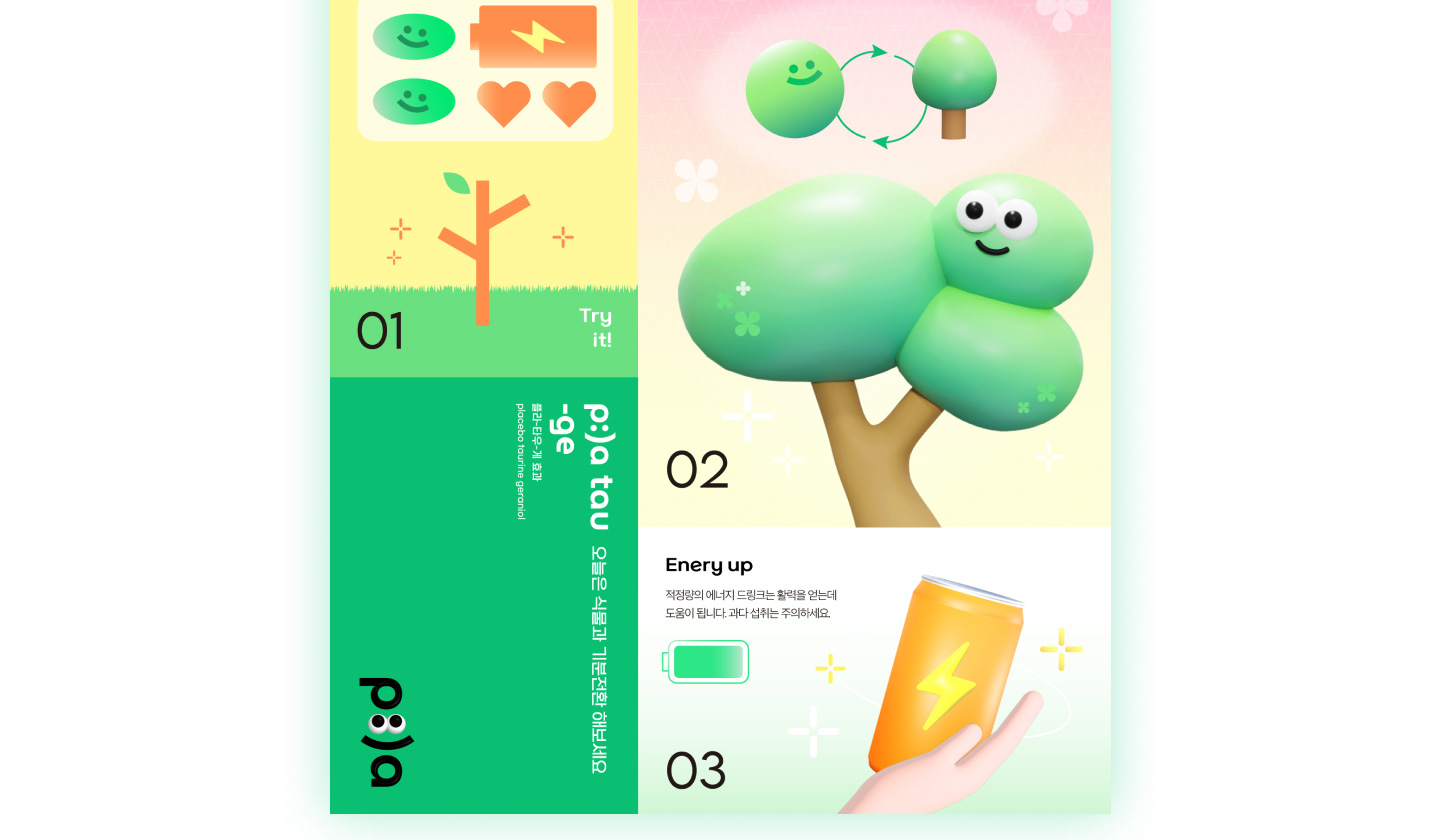 01
Try
it!
p:)a tau
-ge
플라-타우-게 효과
placebo taurine geraniol
오늘은 식물과 기분전환 해보세요
p:)a
02
Enery up
적정량의 에너지 드링크는 활력을 얻는데
도움이 됩니다. 과다 섭취는 주의하세요.
03